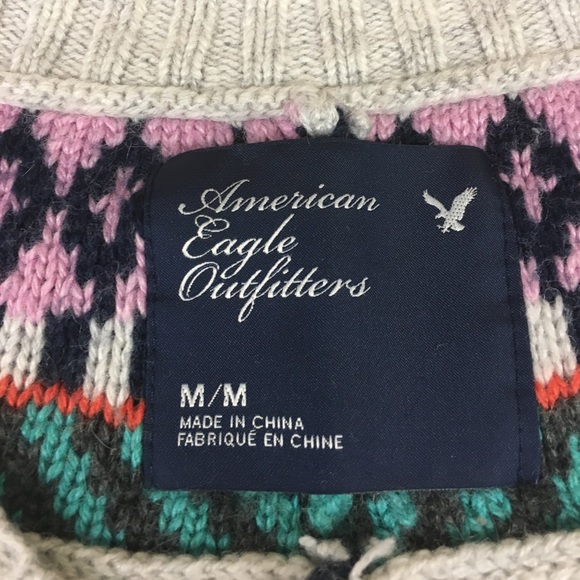 American
Eagle
Outfitters
M/M
MADE IN CHINA
FABRIQUÉ EN CHINE